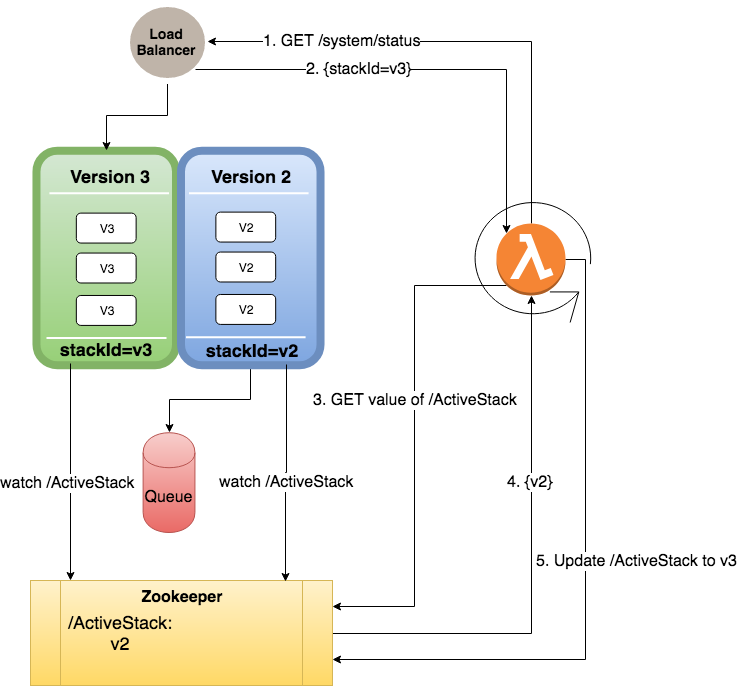 Load
Balancer
1. GET /system/status
2. {stackId=v3}
Version 3
Version 2
V3
V2
V3
V2
V3
V2
stackId=v3
stackId=v2
λ
3. GET value of /ActiveStack
watch /ActiveStack
watch /ActiveStack
4. {v2}
Queue
5. Update /ActiveStack to v3
Zookeeper
/ActiveStack:
v2